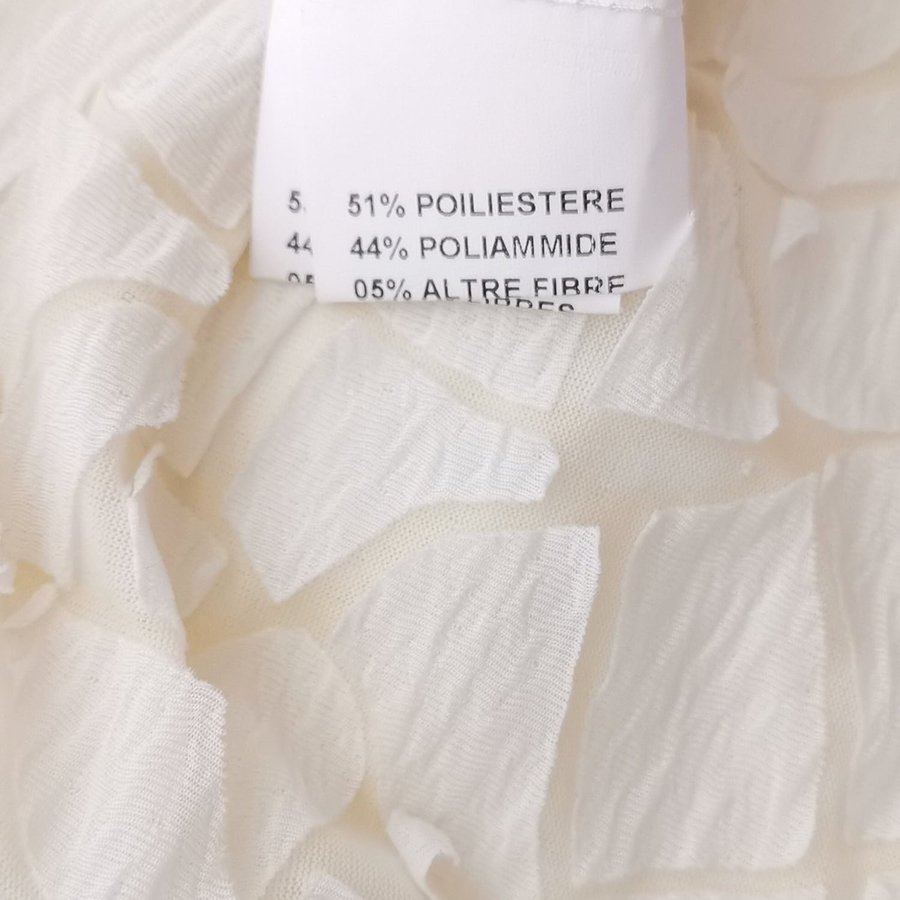 51% POILIESTERE
44% POLIAMMIDE
05% ALTRE FIBRE